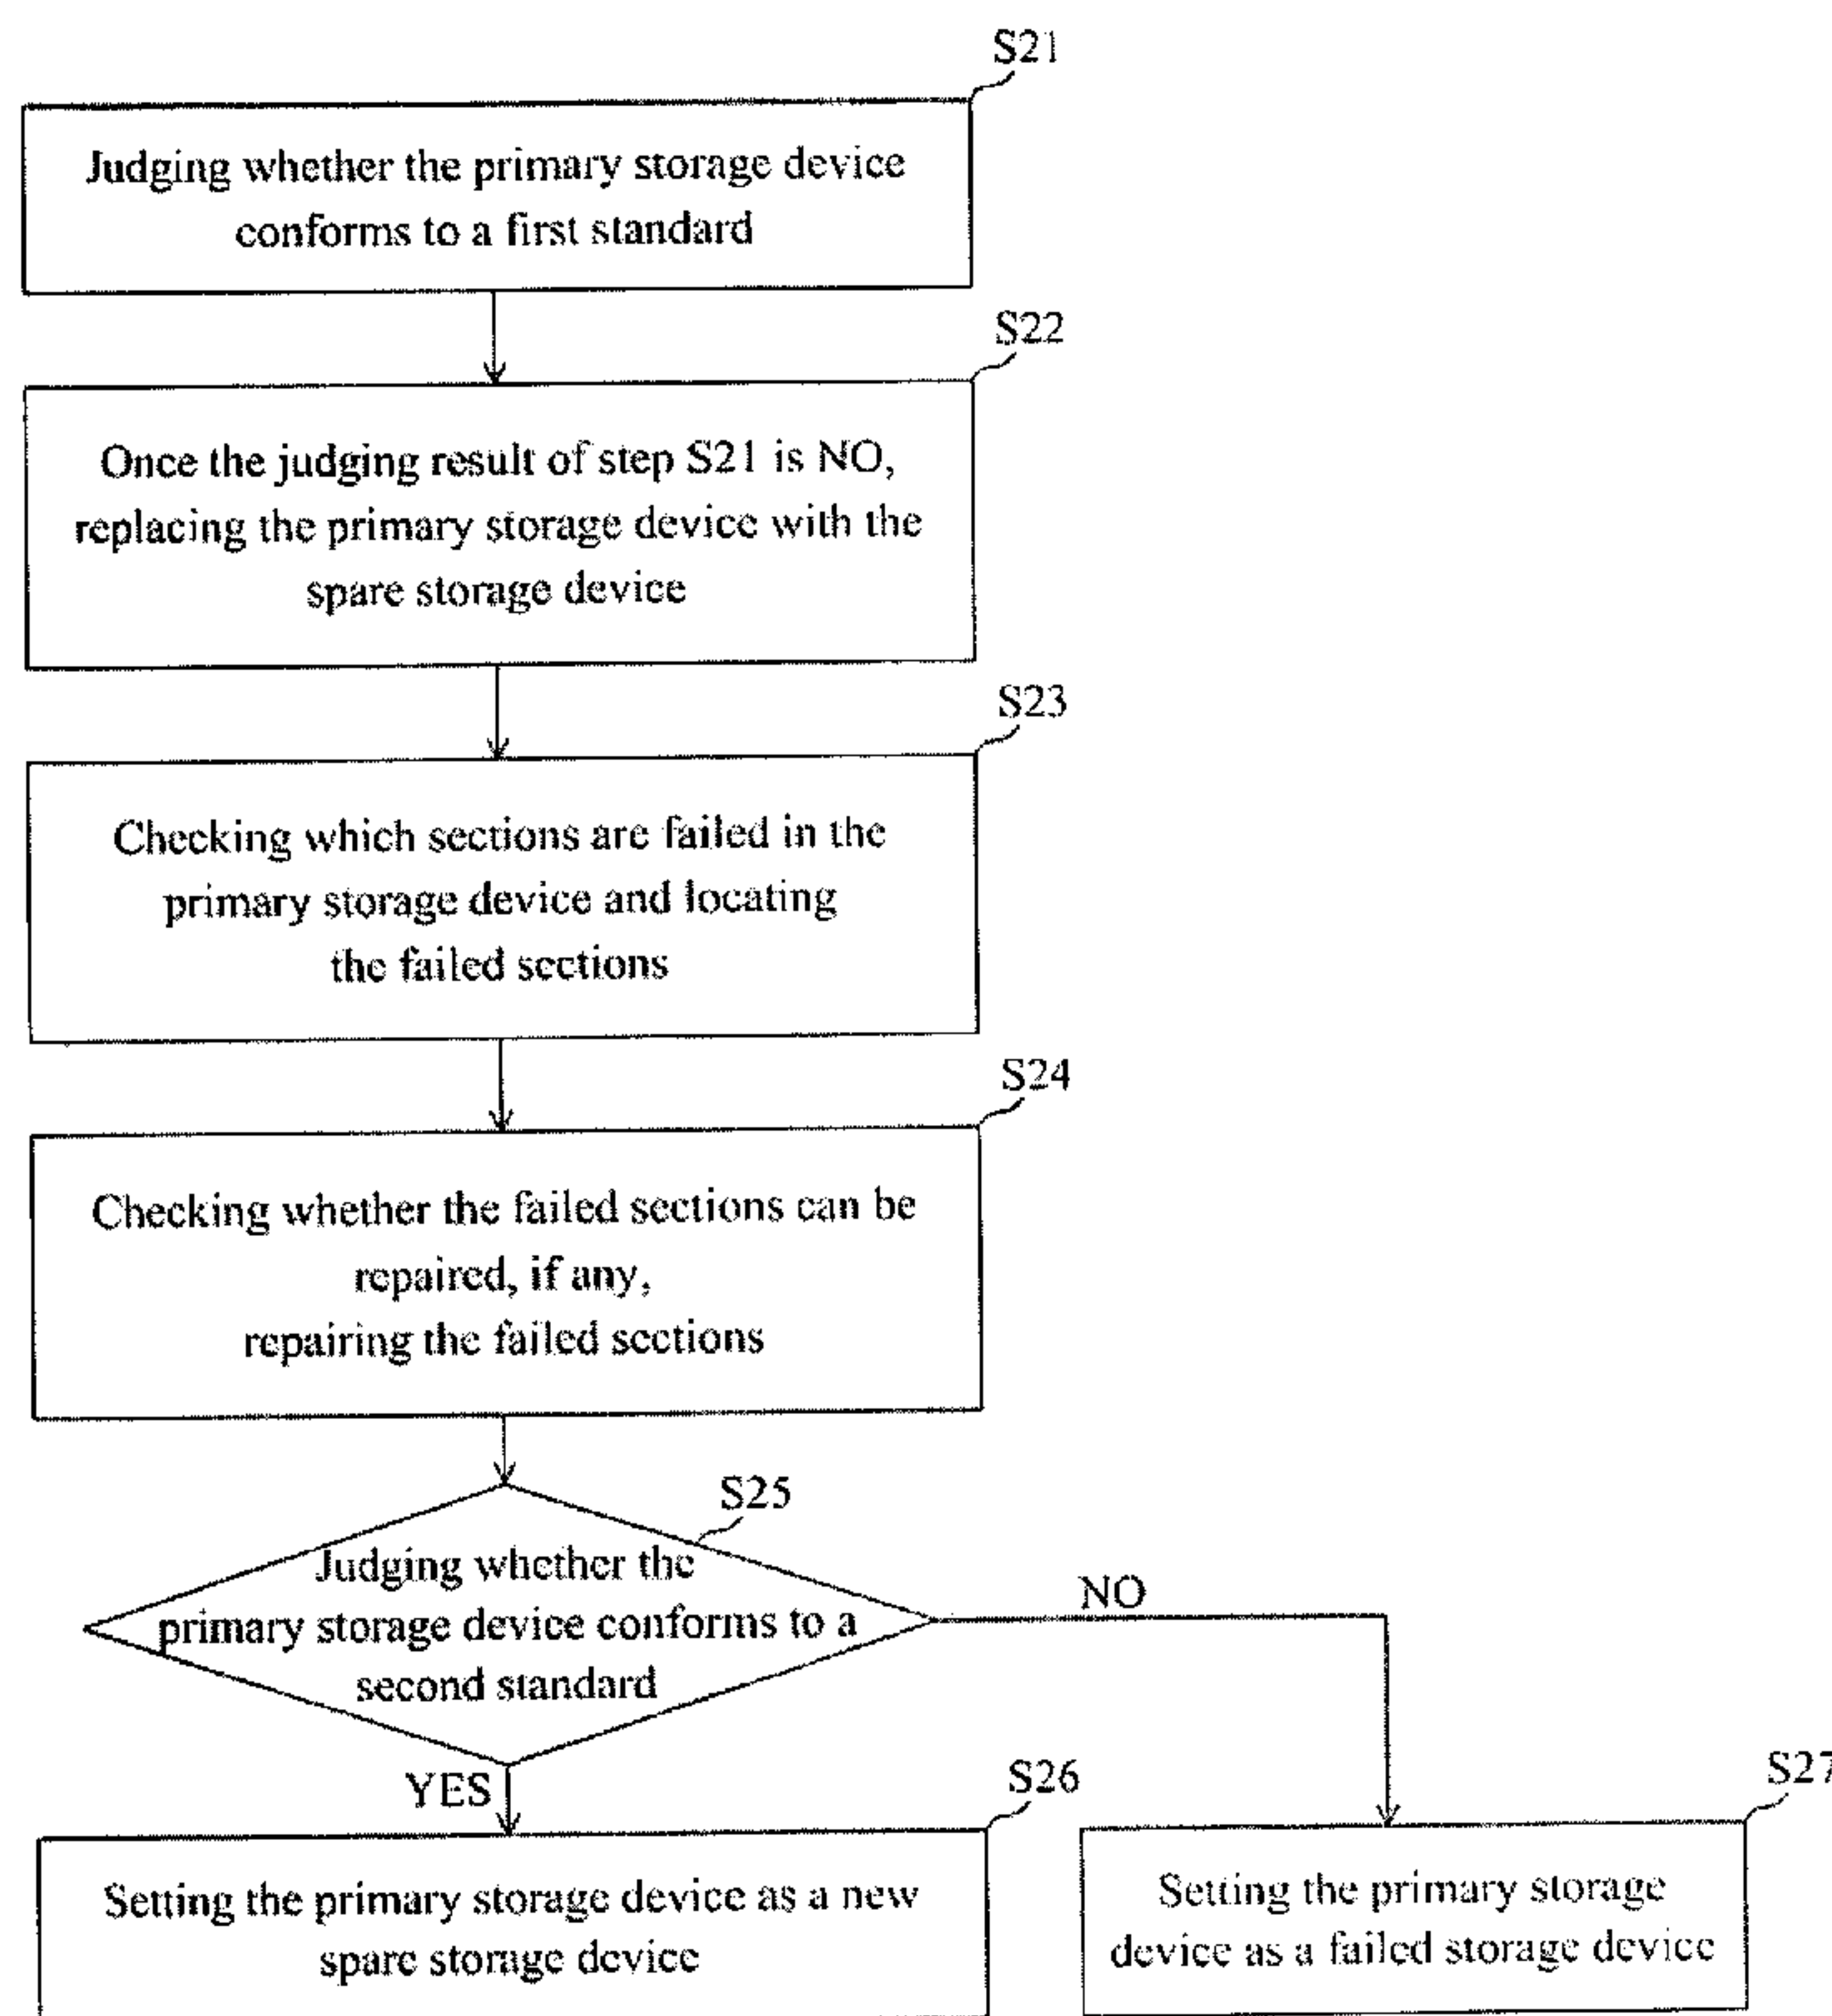 S21
Judging whether the primary storage device
conforms to a first standard
S22
Once the judging result of step S21 is NO,
replacing the primary storage device with the
spare storage device
S23
Checking which sections are failed in the
primary storage device and locating
the failed sections
S24
Checking whether the failed sections can be
repaired, if any,
repairing the failed sections
S25
Judging whether the
primary storage device conforms to a
second standard
NO
YES
S26
Setting the primary storage device as a new
spare storage device
S27
Setting the primary storage
device as a failed storage device